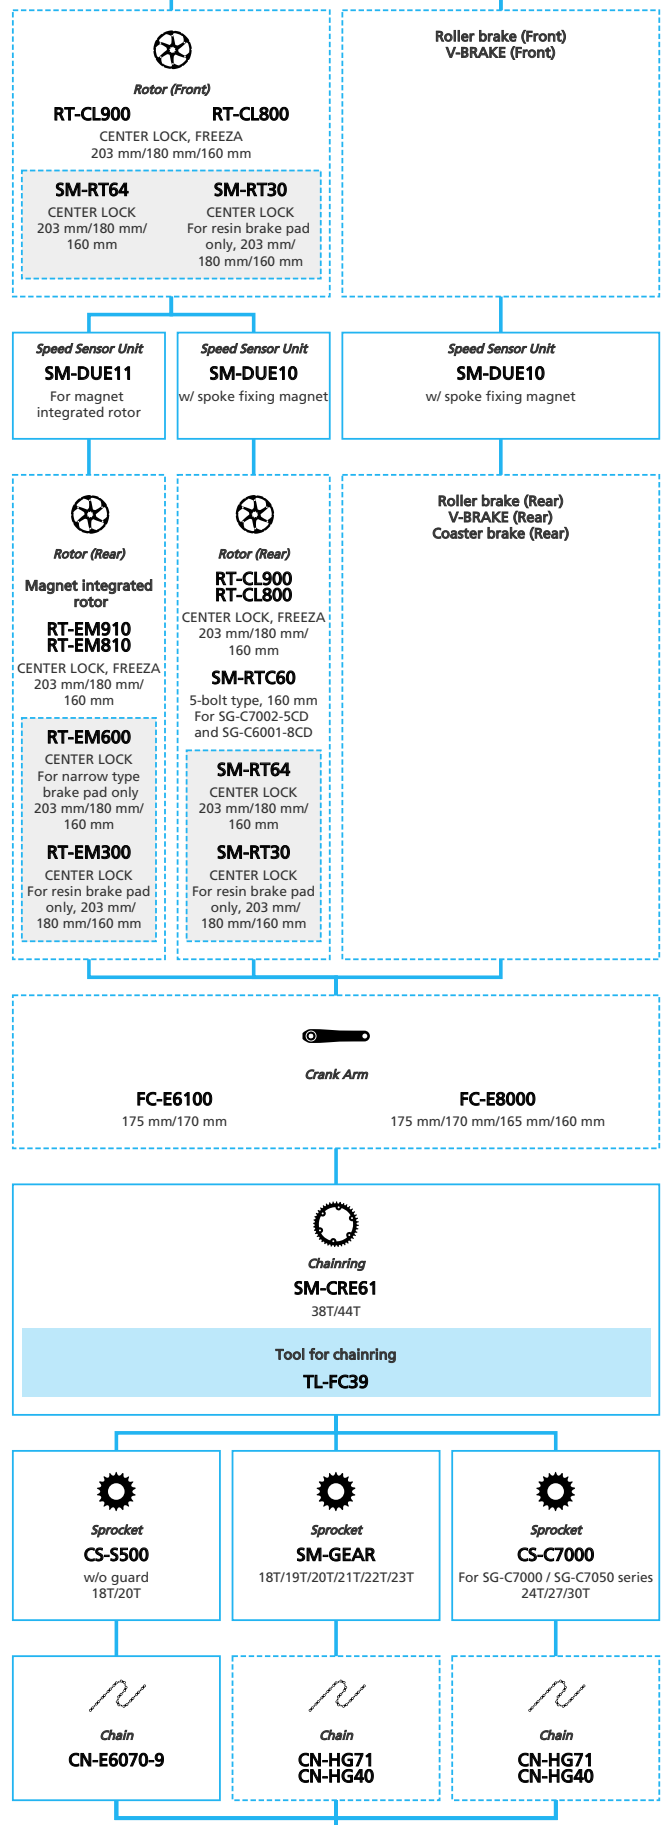 Rotor (Front)
RT-CL900
RT-CL800
CENTER LOCK, FREEZA
203 mm/180 mm/160 mm
SM-RT64
CENTER LOCK
203 mm/180 mm/
160 mm
SM-RT30
CENTER LOCK
For resin brake pad
only, 203 mm/
180 mm/160 mm
Roller brake (Front)
V-BRAKE (Front)
Speed Sensor Unit
SM-DUE11
For magnet
integrated rotor
Speed Sensor Unit
SM-DUE10
w/ spoke fixing magnet
Speed Sensor Unit
SM-DUE10
w/ spoke fixing magnet
Rotor (Rear)
Magnet integrated
rotor
RT-EM910
RT-EM810
CENTER LOCK, FREEZA
203 mm/180 mm/
160 mm
RT-EM600
CENTER LOCK
For narrow type
brake pad only
203 mm/180 mm/
160 mm
RT-EM300
CENTER LOCK
For resin brake pad
only, 203 mm/
180 mm/160 mm
Rotor (Rear)
RT-CL900
RT-CL800
CENTER LOCK, FREEZA
203 mm/180 mm/
160 mm
SM-RTC60
5-bolt type, 160 mm
For SG-C7002-5CD
and SG-C6001-8CD
SM-RT64
CENTER LOCK
203 mm/180 mm/
160 mm
SM-RT30
CENTER LOCK
For resin brake pad
only, 203 mm/
180 mm/160 mm
Roller brake (Rear)
V-BRAKE (Rear)
Coaster brake (Rear)
Crank Arm
FC-E6100
175 mm/170 mm
FC-E8000
175 mm/170 mm/165 mm/160 mm
Chainring
SM-CRE61
38T/44T
Tool for chainring
TL-FC39
Sprocket
CS-S500
w/o guard
18T/20T
Sprocket
SM-GEAR
18T/19T/20T/21T/22T/23T
Sprocket
CS-C7000
For SG-C7000 / SG-C7050 series
24T/27/30T
Chain
CN-E6070-9
Chain
CN-HG71
CN-HG40
Chain
CN-HG71
CN-HG40